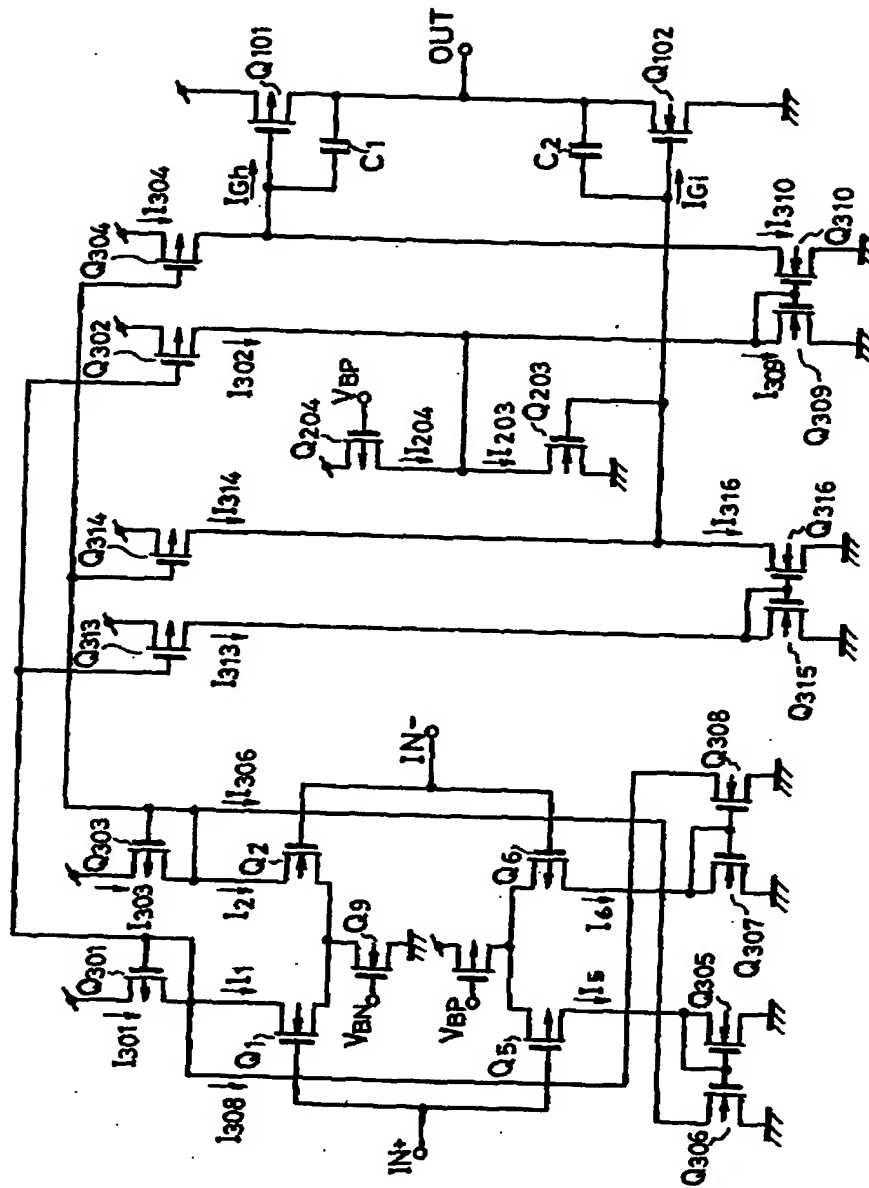 Q101
OUT
Q102
C1
C2
IGh
IGi
I304
Q304
I310
Q310
Q302
I302
I309
Q309
VBP
Q204
I204
I203
Q203
Q314
I314
I316
Q316
Q313
I313
Q315
IN-
I306
Q303
I303
Q2
I2
Q6
I6
Q308
Q307
Q9
VBN
VBP
Q301
I301
I1
Q1
I308
Q5
I5
Q305
Q306
IN+